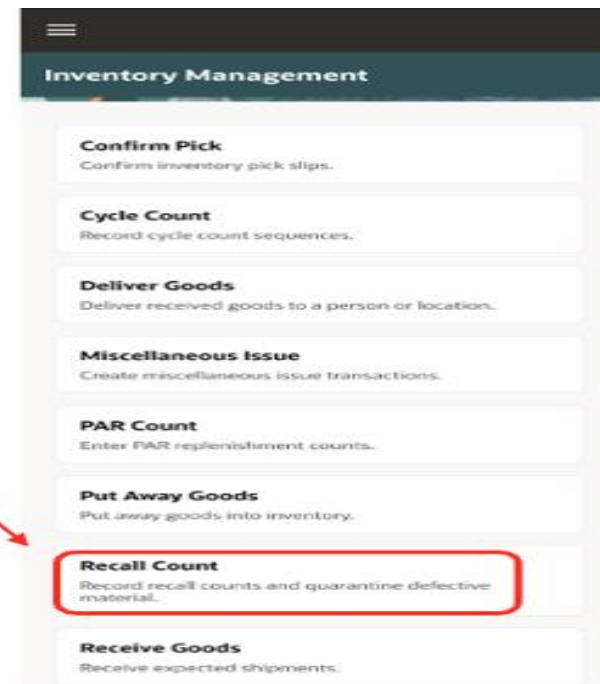 Inventory Management
Confirm Pick
Confirm inventory pick slips.
Cycle Count
Record cycle count sequences.
Deliver Goods
Deliver received goods to a person or location.
Miscellaneous Issue
Create miscellaneous issue transactions.
PAR Count
Enter PAR replenishment counts.
Put Away Goods
Put away goods into inventory.
Recall Count
Record recall counts and quarantine defective
material.
Receive Goods
Receive expected shipments.